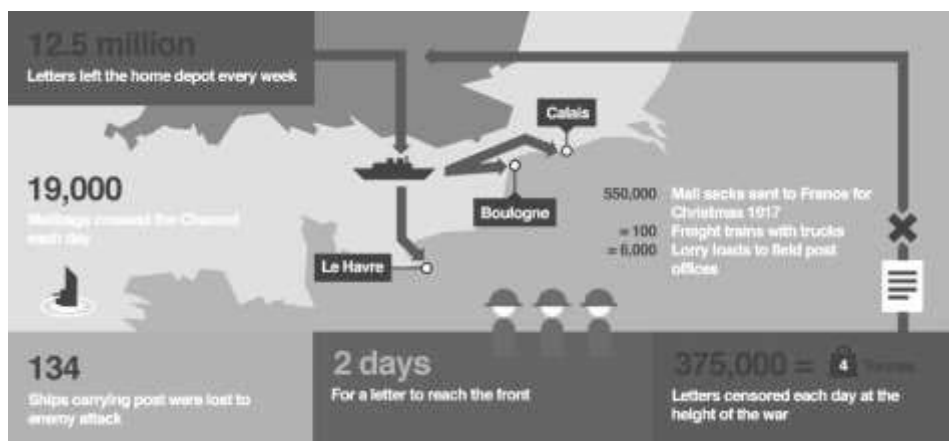 12.5 million
Letters left the home depot every week
Calais
19,000
Mailbags crossed the Channel
each day
Boulogne
550,000 Mail sacks sent to France for
Christmas 1917
= 100 Freight trains with trucks
= 6,000 Lorry loads to field post
offices
Le Havre
134
Ships carrying post were lost to
enemy attack
2 days
For a letter to reach the front
375,000 = 4 Tonnes
Letters censored each day at the
height of the war